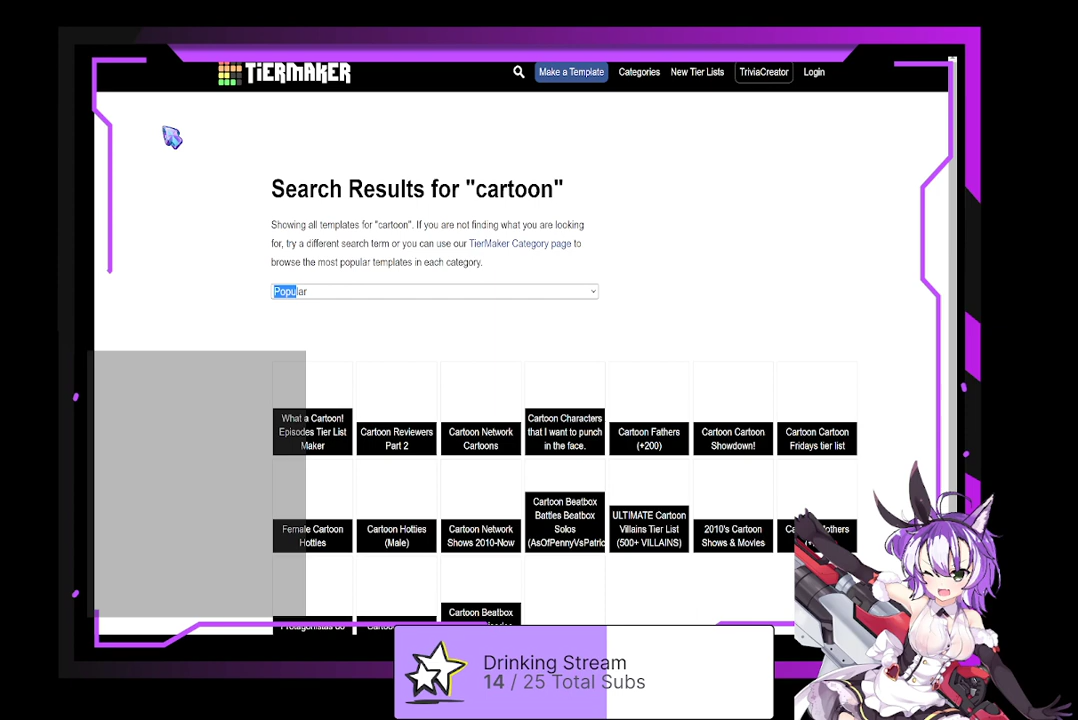 TiERMAKER
Make a Template Categories New Tier Lists TriviaCreator Login
Search Results for "cartoon"
Showing all templates for "cartoon". If you are not finding what you are looking
for, try a different search term or you can use our TierMaker Category page to
browse the most popular templates in each category.
Popular
What a Cartoon!
Episodes Tier List
Maker
Cartoon Reviewers
Part 2
Cartoon Network
Cartoons
Cartoon Characters
that I want to punch
in the face.
Cartoon Fathers
(+200)
Cartoon Cartoon
Showdown!
Cartoon Cartoon
Fridays tier list
Female Cartoon
Hotties
Cartoon Hotties
(Male)
Cartoon Network
Shows 2010-Now
Cartoon Beatbox
Battles Beatbox
Solos
(AsOfPennyVsPatric
ULTIMATE Cartoon
Villains Tier List
(500+ VILLAINS)
2010's Cartoon
Shows & Movies
Cartoon Beatbox
Drinking Stream
14 / 25 Total Subs